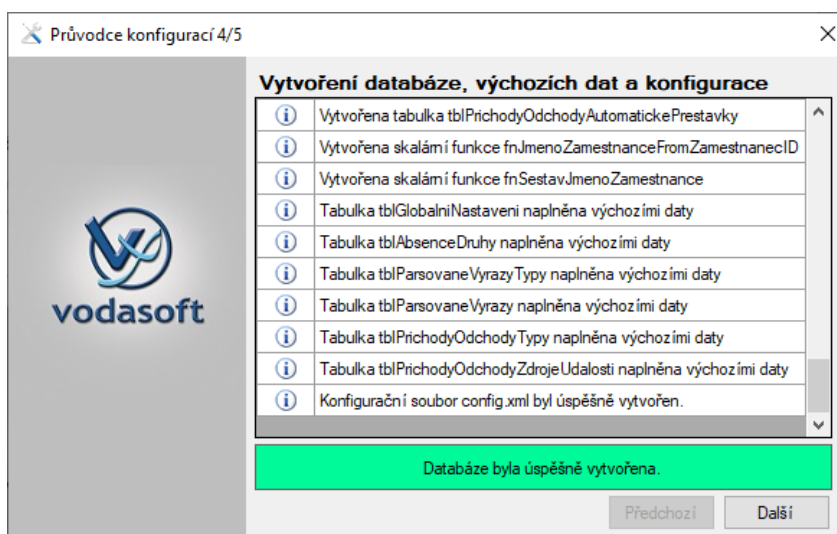 Průvodce konfigurací 4/5
Vytvoření databáze, výchozích dat a konfigurace
Vytvořena tabulka tblPrichodyOdchodyAutomatickePrestavky
Vytvořena skalární funkce fnJmenoZamestnanceFromZamestnanecID
Vytvořena skalární funkce fnSestavJmenoZamestnance
Tabulka tblGlobalniNastaveni naplněna výchozími daty
Tabulka tblAbsenceDruhy naplněna výchozími daty
Tabulka tblParsovaneVyrazyTypy naplněna výchozími daty
Tabulka tblParsovaneVyrazy naplněna výchozími daty
Tabulka tblPrichodyOdchodyTypy naplněna výchozími daty
Tabulka tblPrichodyOdchodyZdrojeUdalosti naplněna výchozími daty
Konfigurační soubor config.xml byl úspěšně vytvořen.
vodasoft
Databáze byla úspěšně vytvořena.
Předchozí Další